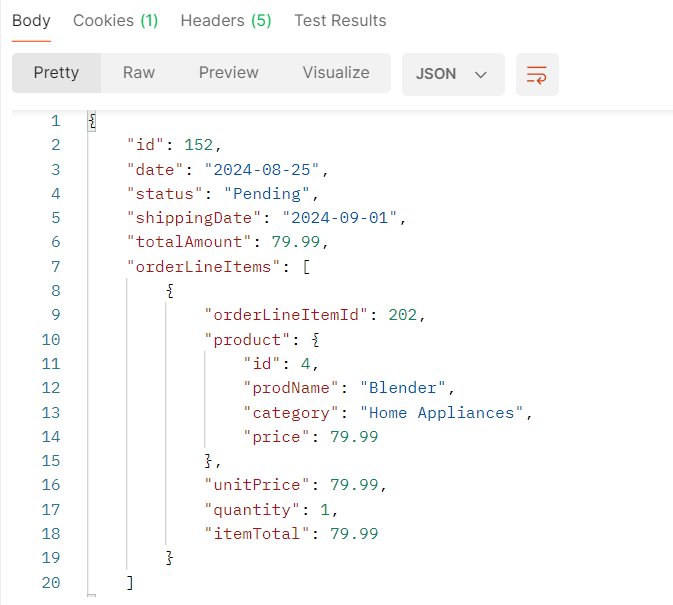 Body Cookies (1) Headers (5) Test Results
Pretty Raw Preview Visualize JSON
1 {
2 "id": 152,
3 "date": "2024-08-25",
4 "status": "Pending",
5 "shippingDate": "2024-09-01",
6 "totalAmount": 79.99,
7 "orderLineItems": [
8 {
9 "orderLineItemId": 202,
10 "product": {
11 "id": 4,
12 "prodName": "Blender",
13 "category": "Home Appliances",
14 "price": 79.99
15 },
16 "unitPrice": 79.99,
17 "quantity": 1,
18 "itemTotal": 79.99
19 }
20 ]